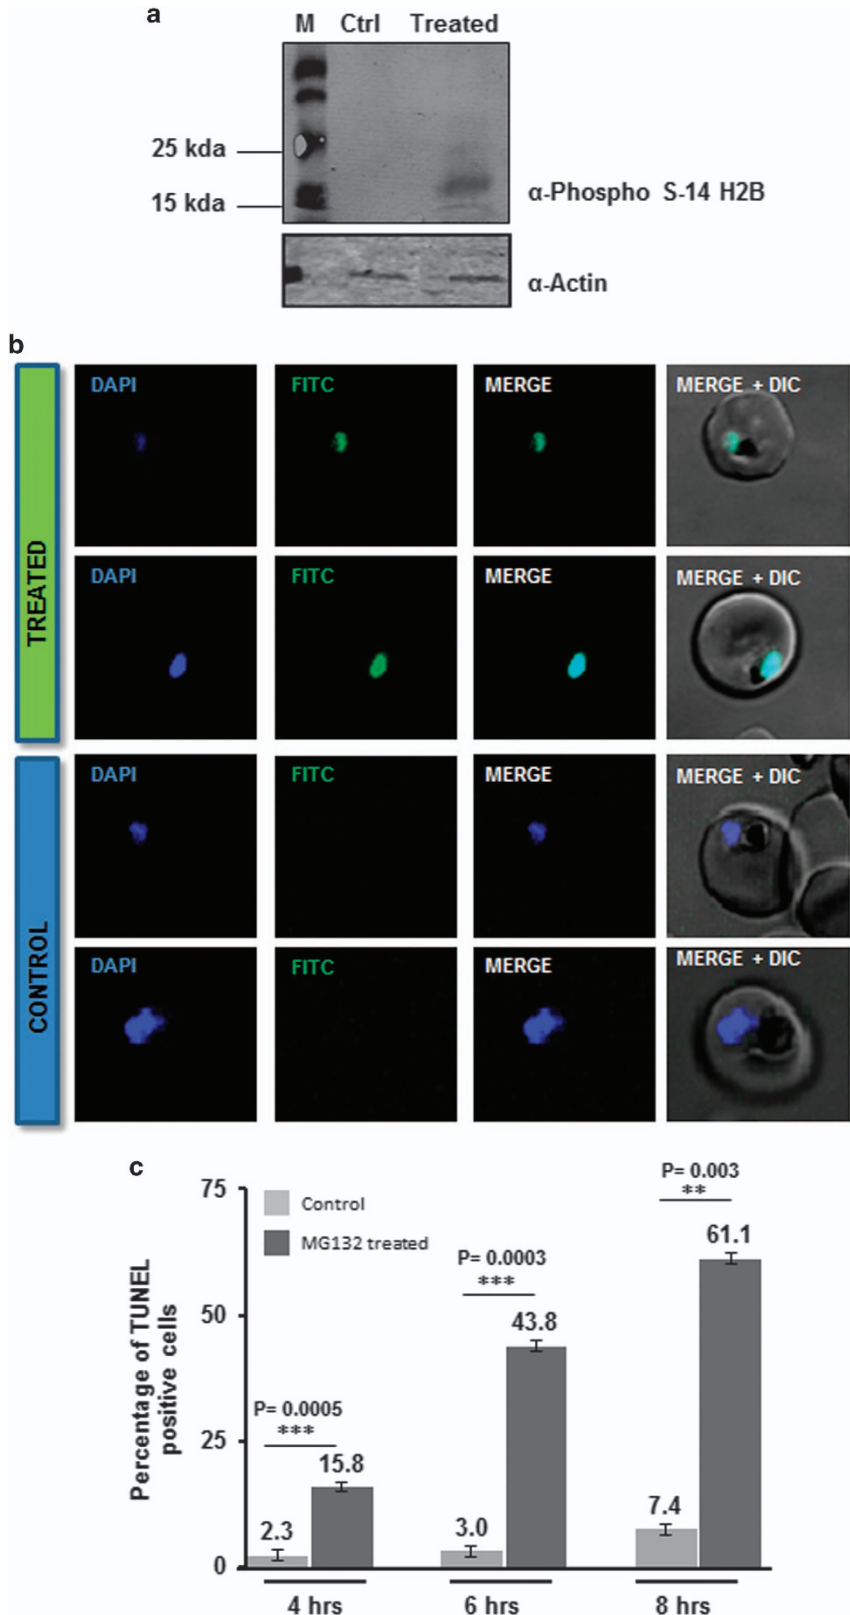 a
M Ctrl Treated
25 kda
15 kda
α-Phospho S-14 H2B
α-Actin
b
TREATED
DAPI FITC MERGE MERGE + DIC
DAPI FITC MERGE MERGE + DIC
CONTROL
DAPI FITC MERGE MERGE + DIC
DAPI FITC MERGE MERGE + DIC
c
Percentage of TUNEL
positive cells
75
50
25
0
Control
MG132 treated
P= 0.0005
***
2.3
15.8
P= 0.0003
***
3.0
43.8
P= 0.003
**
7.4
61.1
4 hrs 6 hrs 8 hrs